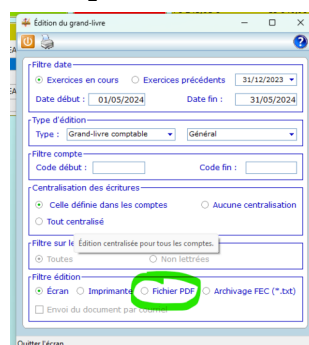 Édition du grand-livre
Filtre date
Exercices en cours Exercices précédents 31/12/2023
Date début : 01/05/2024 Date fin : 31/05/2024
Type d'édition
Type : Grand-livre comptable Général
Filtre compte
Code début : Code fin :
Centralisation des écritures
Celle définie dans les comptes Aucune centralisation
Tout centralisé
Filtre sur le
Édition centralisée pour tous les comptes.
Toutes Non lettrées
Filtre édition
Écran Imprimante Fichier PDF Archivage FEC (*.txt)
Envoi du document par courriel
Quitter l'écran